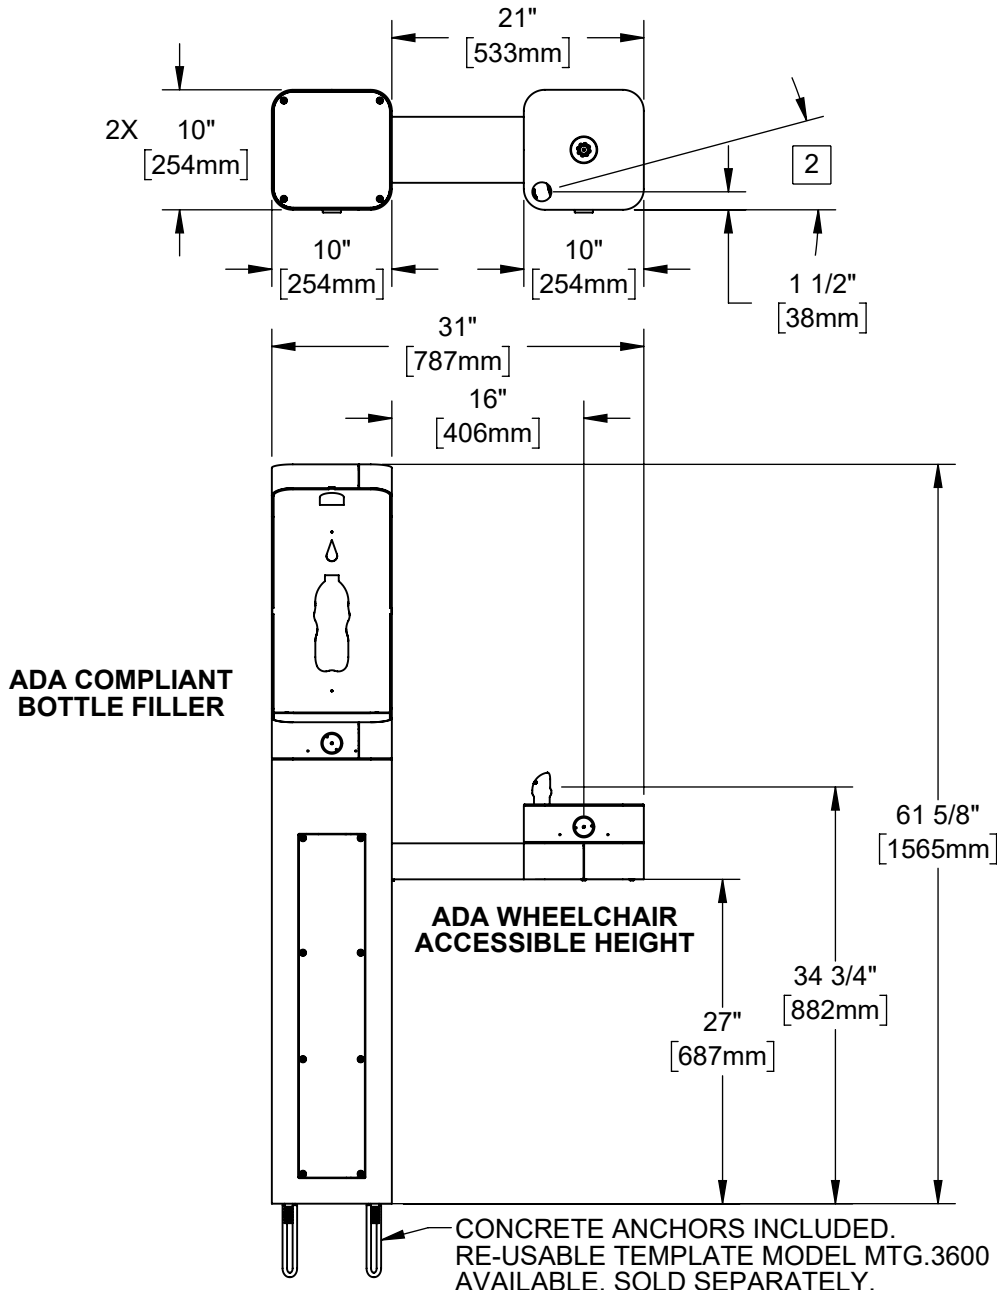 21"
[533mm]
2X 10"
[254mm]
2
10"
[254mm]
10"
[254mm]
1 1/2"
[38mm]
31"
[787mm]
16"
[406mm]
ADA COMPLIANT
BOTTLE FILLER
61 5/8"
[1565mm]
ADA WHEELCHAIR
ACCESSIBLE HEIGHT
34 3/4"
[882mm]
27"
[687mm]
CONCRETE ANCHORS INCLUDED.
RE-USABLE TEMPLATE MODEL MTG.3600
AVAILABLE. SOLD SEPARATELY.